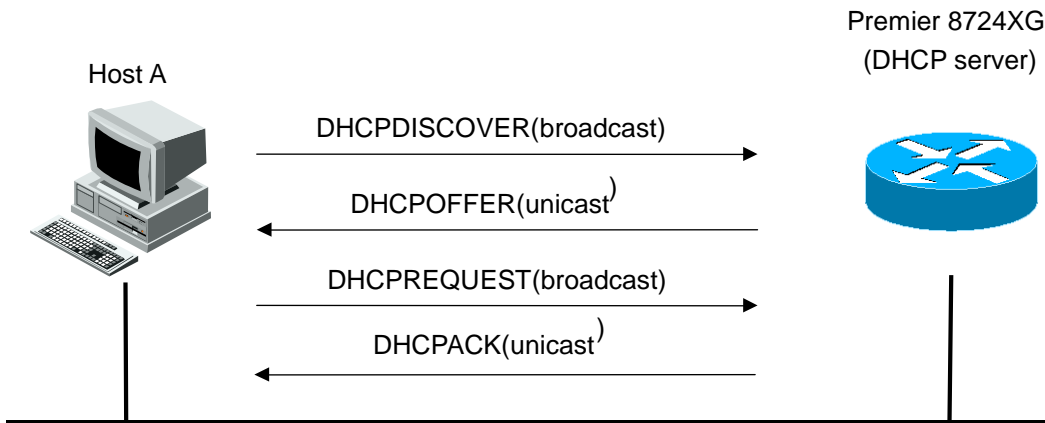 Premier 8724XG
(DHCP server)
Host A
DHCPDISCOVER(broadcast)
DHCPOFFER(unicast)
DHCPREQUEST(broadcast)
DHCPACK(unicast)